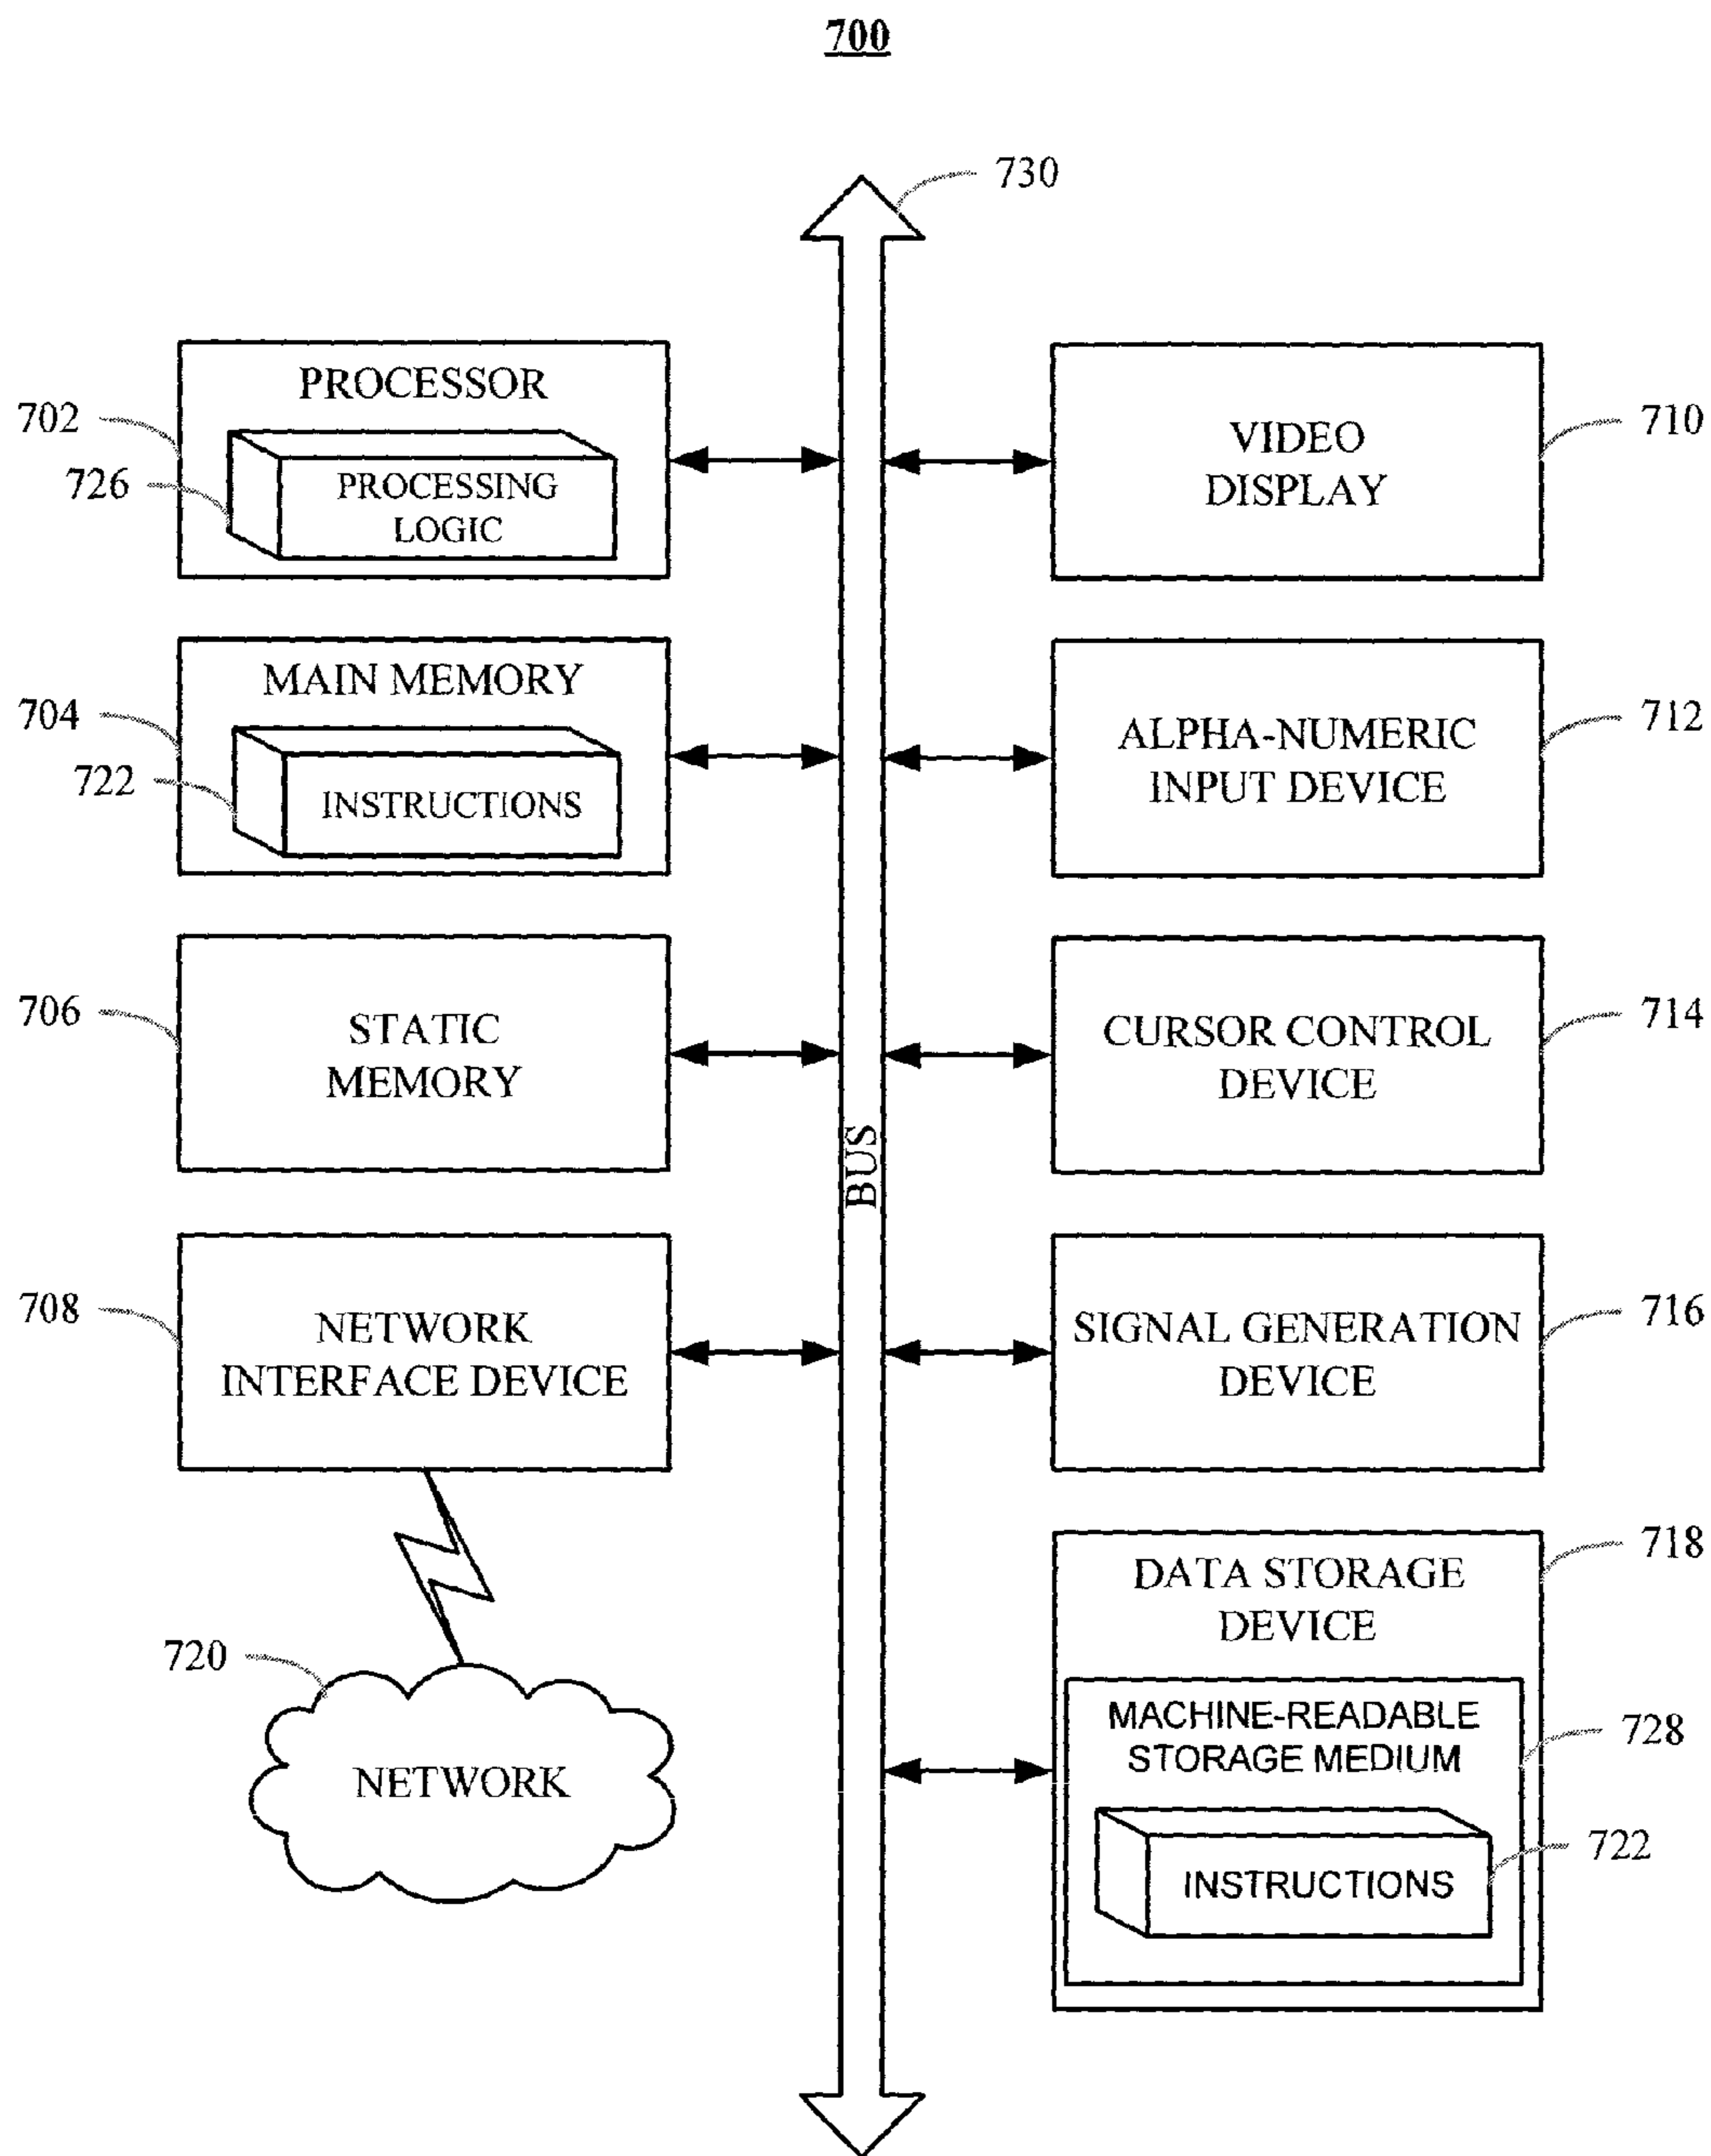 700
730
PROCESSOR
702
726
PROCESSING
LOGIC
VIDEO
DISPLAY
710
MAIN MEMORY
704
722
INSTRUCTIONS
ALPHA-NUMERIC
INPUT DEVICE
712
706
STATIC
MEMORY
CURSOR CONTROL
DEVICE
714
BUS
708
NETWORK
INTERFACE DEVICE
SIGNAL GENERATION
DEVICE
716
720
NETWORK
DATA STORAGE
DEVICE
718
MACHINE-READABLE
STORAGE MEDIUM
728
INSTRUCTIONS
722